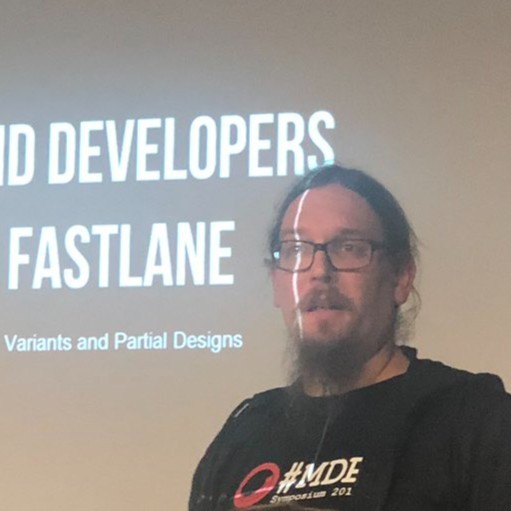 DEVELOPERS
FASTLANE
Variants and Partial Designs
#MDE
Symposium 201